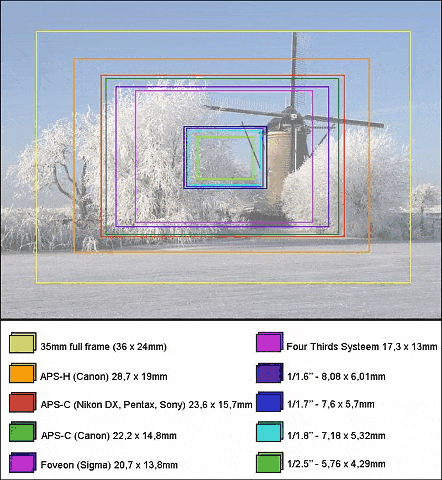 35mm full frame (36 x 24mm)
APS-H (Canon) 28,7 x 19mm
APS-C (Nikon DX, Pentax, Sony) 23,6 x 15,7mm
APS-C (Canon) 22,2 x 14,8mm
Foveon (Sigma) 20,7 x 13,8mm
Four Thirds Systeem 17,3 x 13mm
1/1.6” - 8,08 x 6,01mm
1/1.7” - 7,6 x 5,7mm
1/1.8” - 7,18 x 5,32mm
1/2.5” - 5,76 x 4,29mm